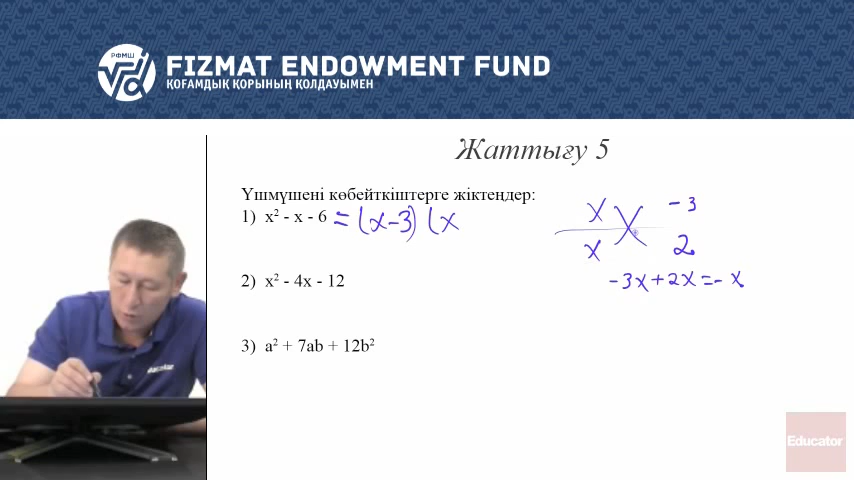 РФМШ
FIZMAT ENDOWMENT FUND
ҚОҒАМДЫҚ ҚОРЫНЫҢ ҚОЛДАУЫМЕН
Жаттығу 5
Үшмүшені көбейткіштерге жіктеңдер:
1) x² - x - 6 = (x-3) (x
x -3
x 2
-3x+2x=-x
2) x² - 4x - 12
3) a² + 7ab + 12b²
Educator